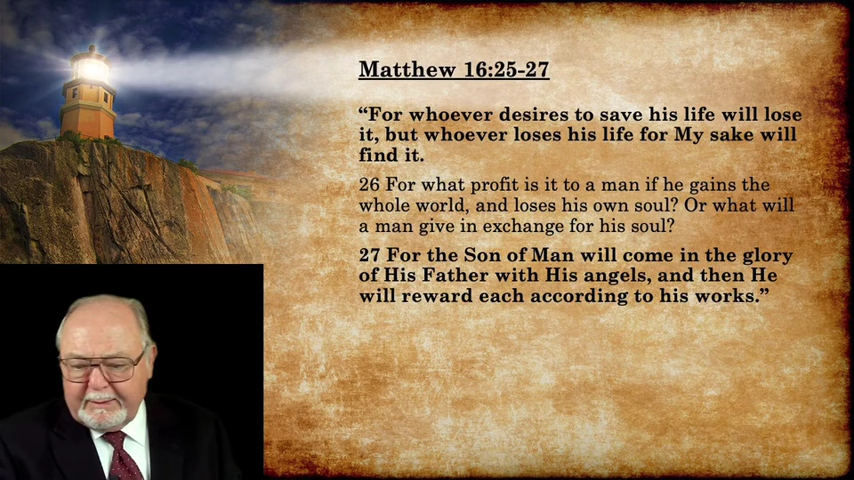 Matthew 16:25-27
“For whoever desires to save his life will lose
it, but whoever loses his life for My sake will
find it.
26 For what profit is it to a man if he gains the
whole world, and loses his own soul? Or what will
a man give in exchange for his soul?
27 For the Son of Man will come in the glory
of His Father with His angels, and then He
will reward each according to his works.”